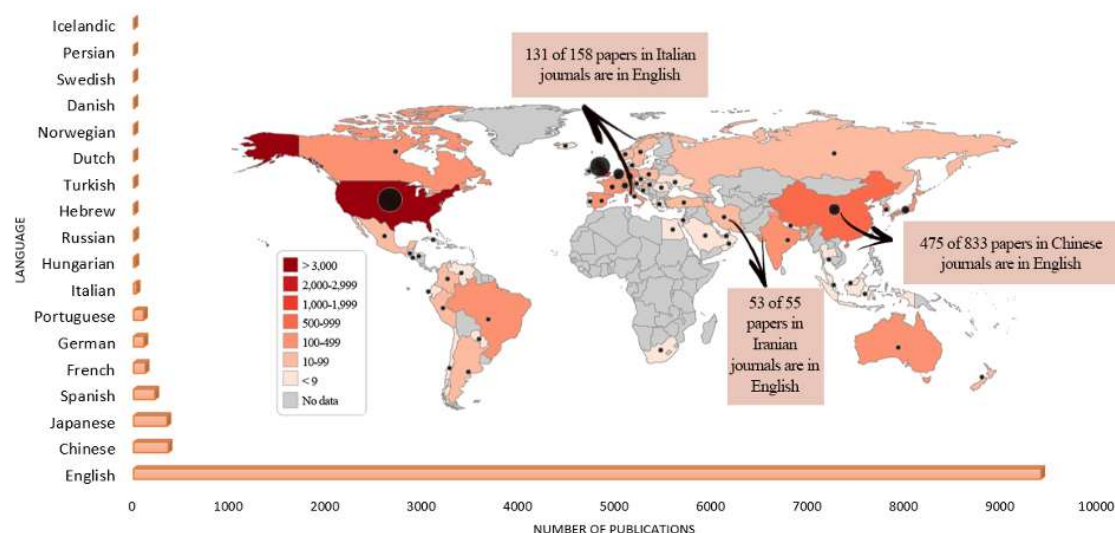 Icelandic
Persian
Swedish
Danish
Norwegian
Dutch
Turkish
Hebrew
Russian
Hungarian
Italian
Portuguese
German
French
Spanish
Japanese
Chinese
English
LANGUAGE
0 1000 2000 3000 4000 5000 6000 7000 8000 9000 10000
NUMBER OF PUBLICATIONS
131 of 158 papers in Italian
journals are in English
475 of 833 papers in Chinese
journals are in English
53 of 55
papers in
Iranian
journals are in
English
> 3,000
2,000-2,999
1,000-1,999
500-999
100-499
10-99
< 9
No data